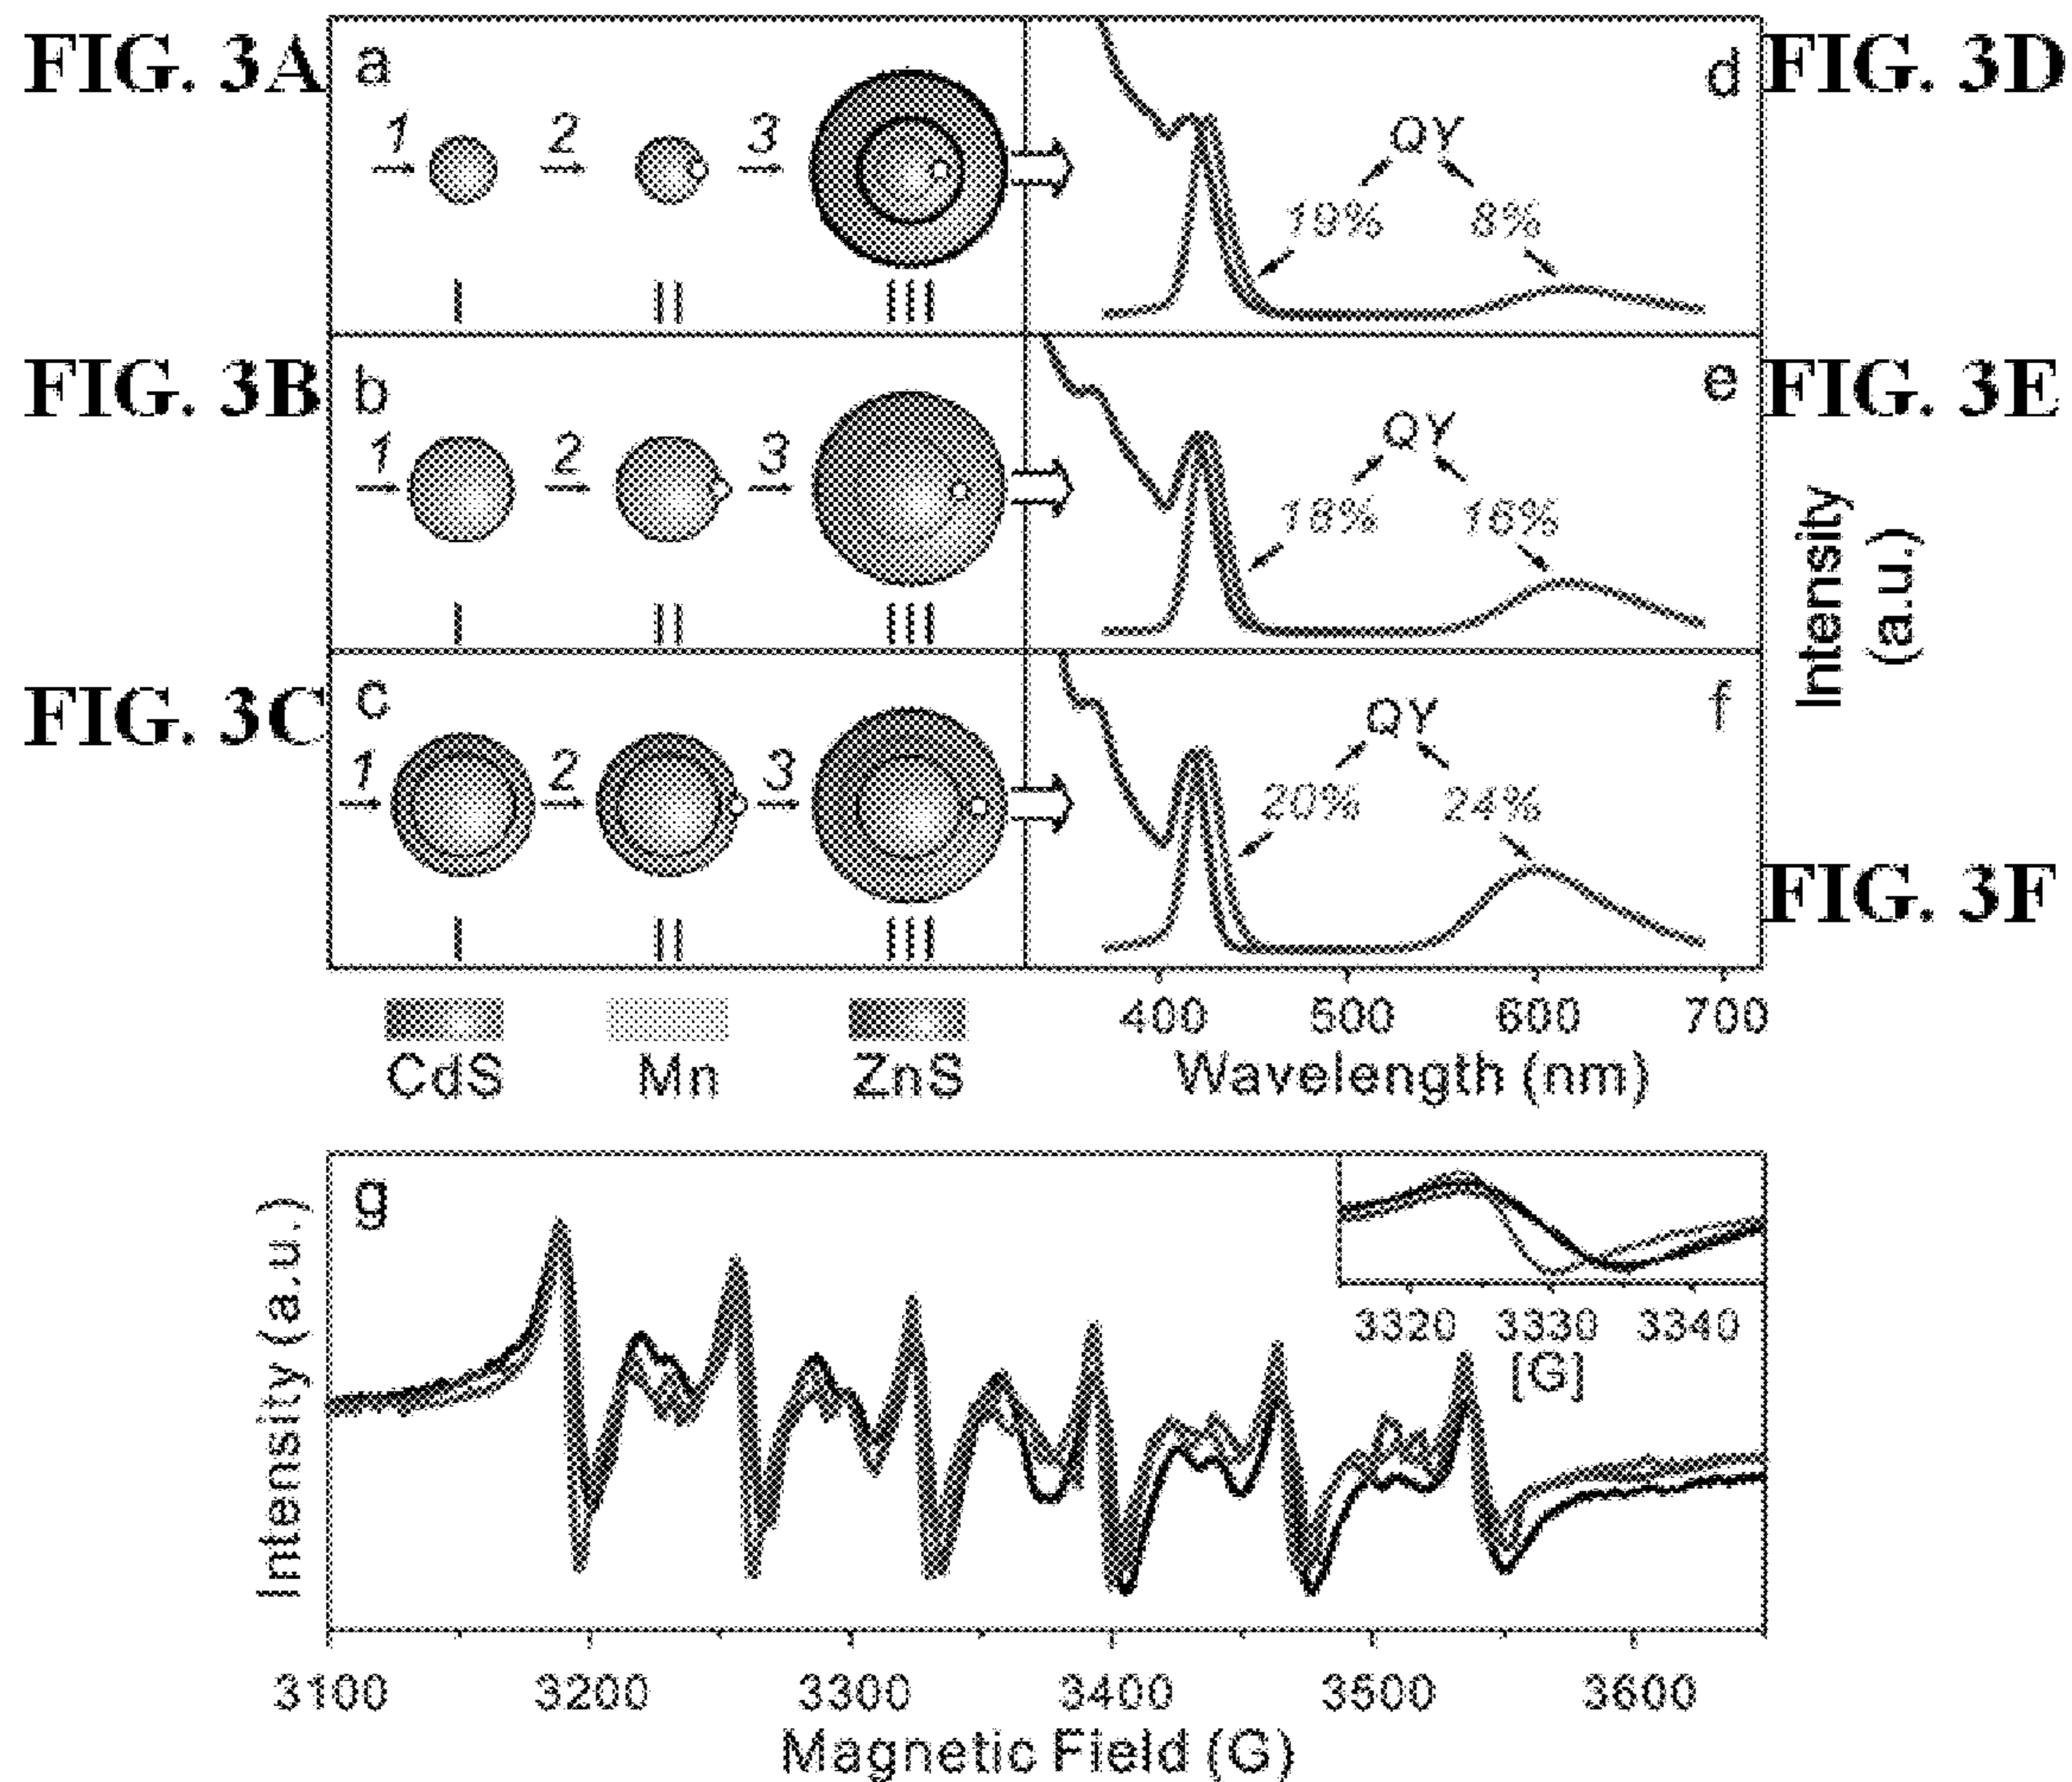 FIG. 3A
a
1 2 3
I II III
d
FIG. 3D
QY
19% 8%
FIG. 3B
b
1 2 3
I II III
e
FIG. 3E
QY
18% 16%
Intensity
(a.u.)
FIG. 3C
c
1 2 3
I II III
f
QY
20% 24%
FIG. 3F
CdS Mn ZnS
400 500 600 700
Wavelength (nm)
g
Intensity (a.u.)
3320 3330 3340
[G]
3100 3200 3300 3400 3500 3600
Magnetic Field (G)